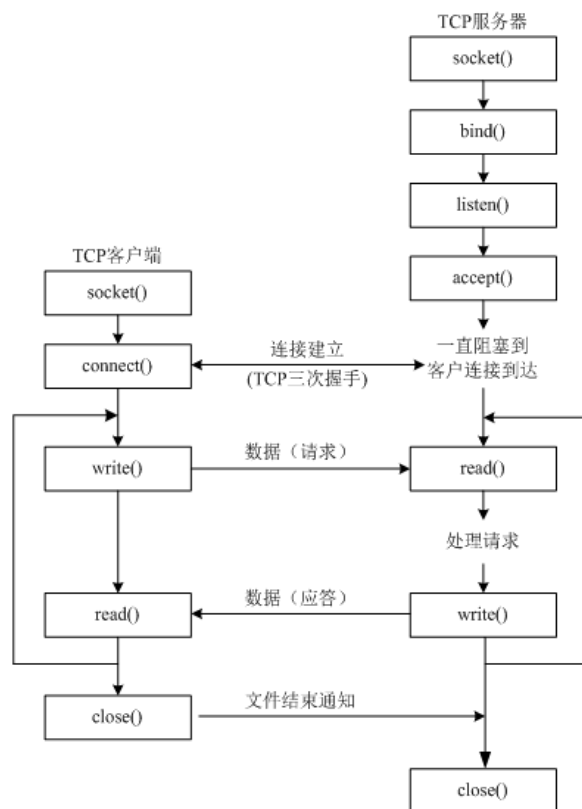 TCP服务器
socket()
bind()
listen()
TCP客户端
accept()
socket()
连接建立
(TCP三次握手)
一直阻塞到
客户连接到达
connect()
write()
数据（请求）
read()
处理请求
read()
数据（应答）
write()
close()
文件结束通知
close()